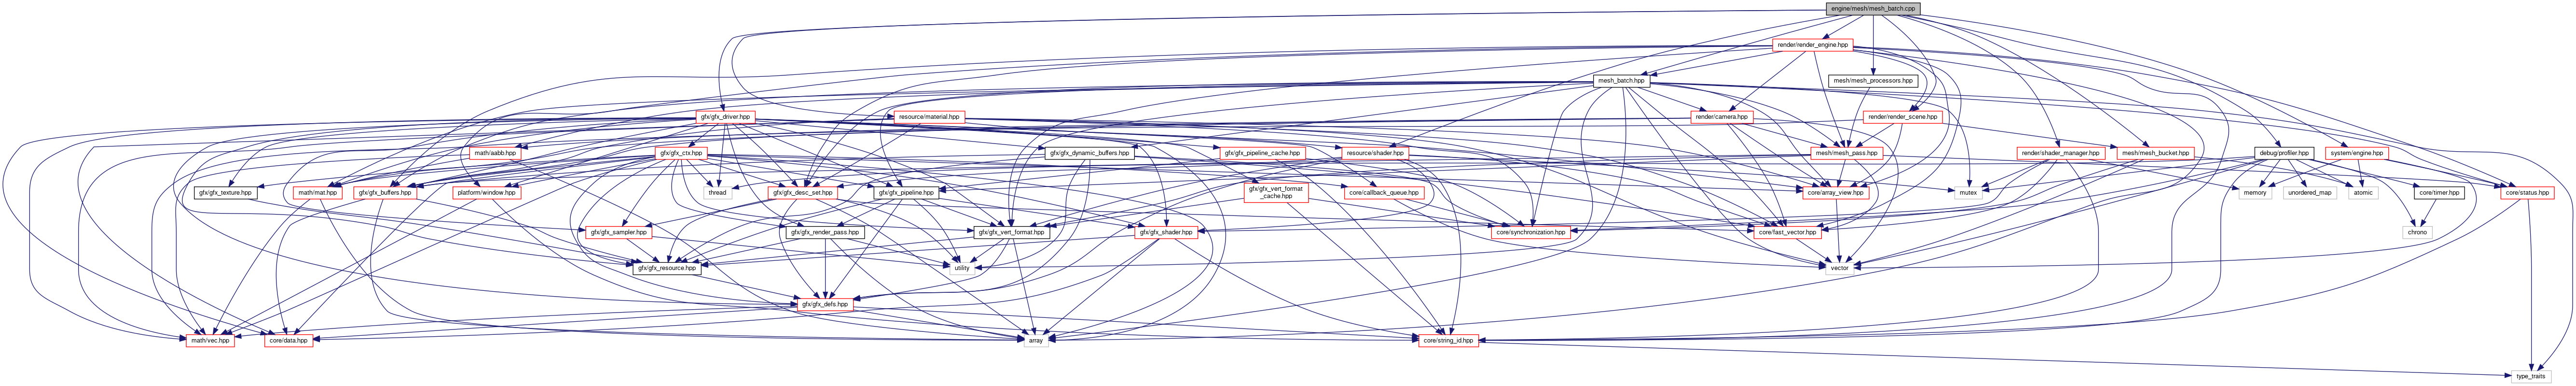 engine/mesh/mesh_batch.cpp
render/render_engine.hpp
mesh_batch.hpp
mesh/mesh_processors.hpp
gfx/gfx_driver.hpp
resource/material.hpp
render/camera.hpp
render/render_scene.hpp
math/aabb.hpp
gfx/gfx_ctx.hpp
gfx/gfx_dynamic_buffers.hpp
gfx/gfx_pipeline_cache.hpp
resource/shader.hpp
mesh/mesh_pass.hpp
render/shader_manager.hpp
mesh/mesh_bucket.hpp
debug/profiler.hpp
system/engine.hpp
gfx/gfx_texture.hpp
math/mat.hpp
gfx/gfx_buffers.hpp
platform/window.hpp
thread
gfx/gfx_desc_set.hpp
gfx/gfx_pipeline.hpp
gfx/gfx_vert_format
_cache.hpp
core/callback_queue.hpp
core/array_view.hpp
mutex
memory
unordered_map
atomic
core/timer.hpp
core/status.hpp
gfx/gfx_sampler.hpp
gfx/gfx_render_pass.hpp
gfx/gfx_vert_format.hpp
gfx/gfx_shader.hpp
core/synchronization.hpp
core/fast_vector.hpp
chrono
gfx/gfx_resource.hpp
utility
vector
gfx/gfx_defs.hpp
math/vec.hpp
core/data.hpp
array
core/string_id.hpp
type_traits